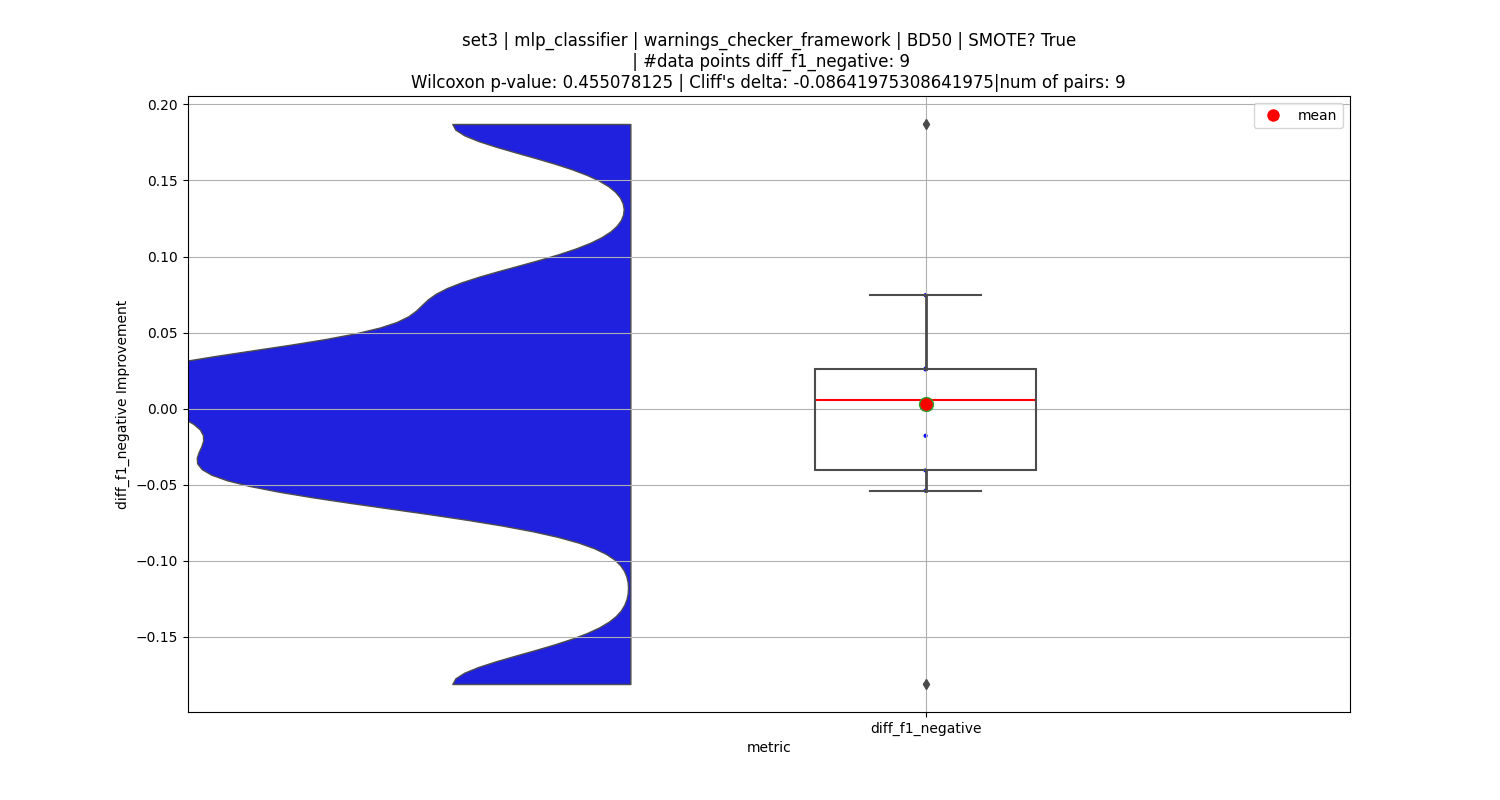 set3 | mlp_classifier | warnings_checker_framework | BD50 | SMOTE? True
| #data points diff_f1_negative: 9
Wilcoxon p-value: 0.455078125 | Cliff's delta: -0.08641975308641975|num of pairs: 9
mean
0.20
0.15
0.10
0.05
0.00
−0.05
−0.10
−0.15
diff_f1_negative Improvement
diff_f1_negative
metric